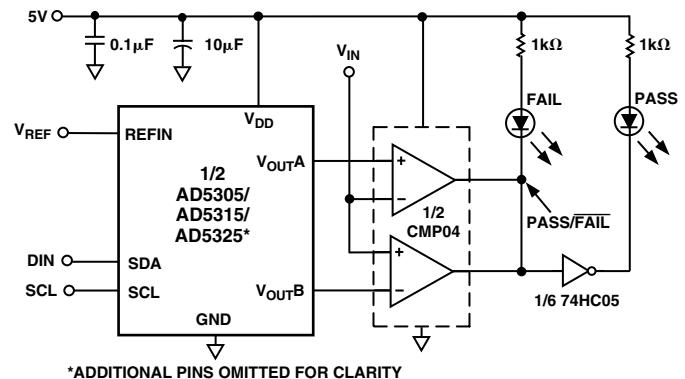 5V
0.1µF
10µF
V_IN
1kΩ
1kΩ
FAIL
PASS
V_REF
REFIN
V_DD
V_OUTA
1/2
AD5305/
AD5315/
AD5325*
+
−
1/2
CMP04
PASS/F̅A̅I̅L̅
DIN
SDA
+
−
SCL
SCL
V_OUTB
1/6 74HC05
GND
*ADDITIONAL PINS OMITTED FOR CLARITY